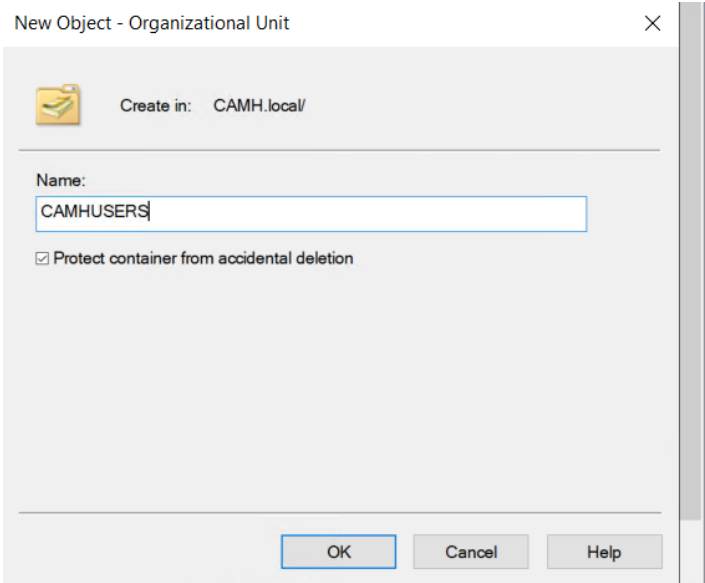 New Object - Organizational Unit
Create in: CAMH.local/
Name:
CAMHUSERS
Protect container from accidental deletion
OK Cancel Help